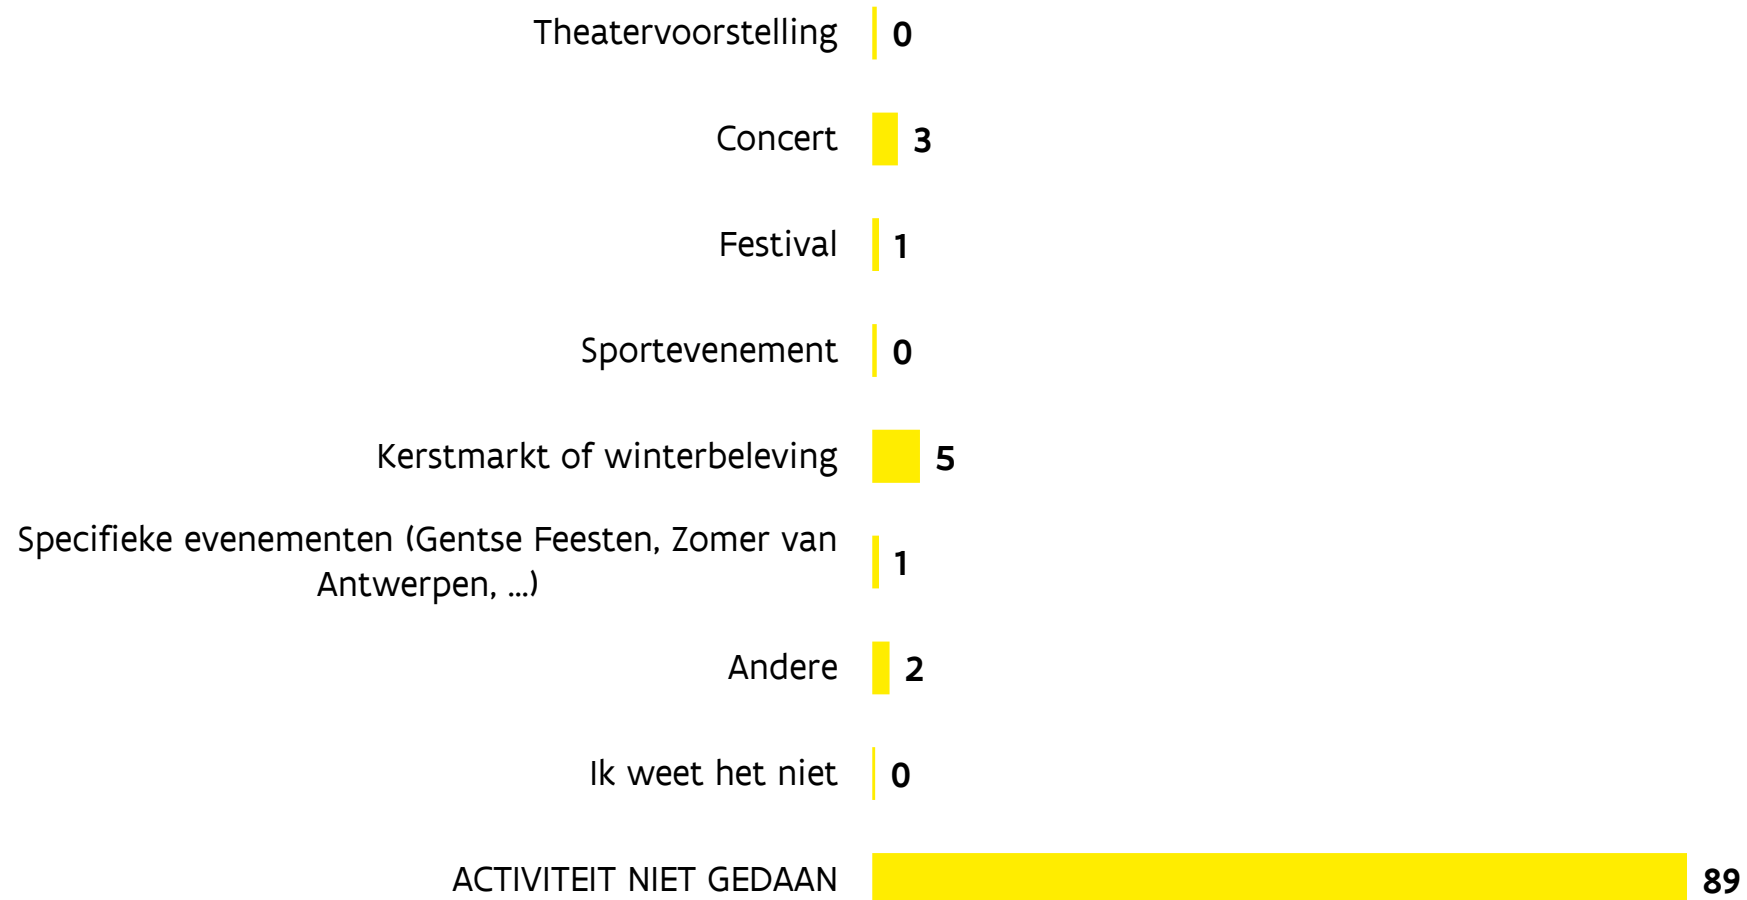 Theatervoorstelling 0
Concert 3
Festival 1
Sportevenement 0
Kerstmarkt of winterbeleving 5
Specifieke evenementen (Gentse Feesten, Zomer van
Antwerpen, ...) 1
Andere 2
Ik weet het niet 0
ACTIVITEIT NIET GEDAAN 89